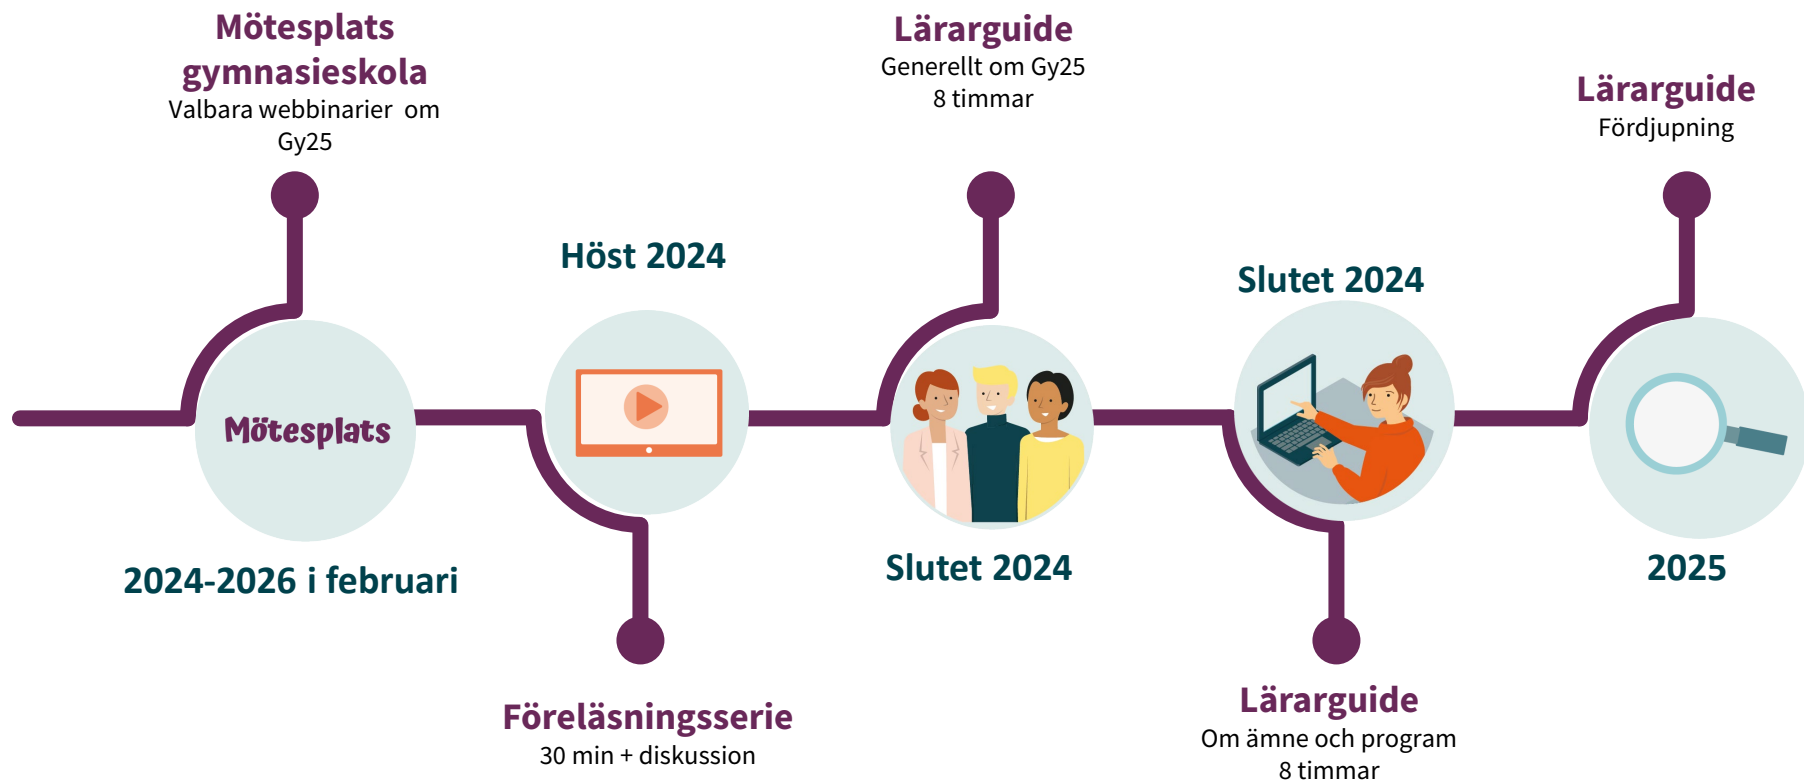 Mötesplats
gymnasieskola
Valbara webbinarier om
Gy25
Mötesplats
2024-2026 i februari
Höst 2024
Föreläsningsserie
30 min + diskussion
Lärarguide
Generellt om Gy25
8 timmar
Slutet 2024
Slutet 2024
Lärarguide
Om ämne och program
8 timmar
Lärarguide
Fördjupning
2025